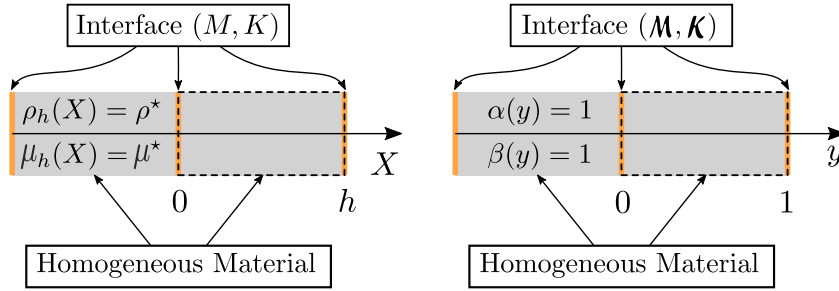 Interface (M, K)
ρ_h(X) = ρ*
μ_h(X) = μ*
X
0
h
Homogeneous Material
Interface (𝓜, 𝓚)
α(y) = 1
β(y) = 1
y
0
1
Homogeneous Material